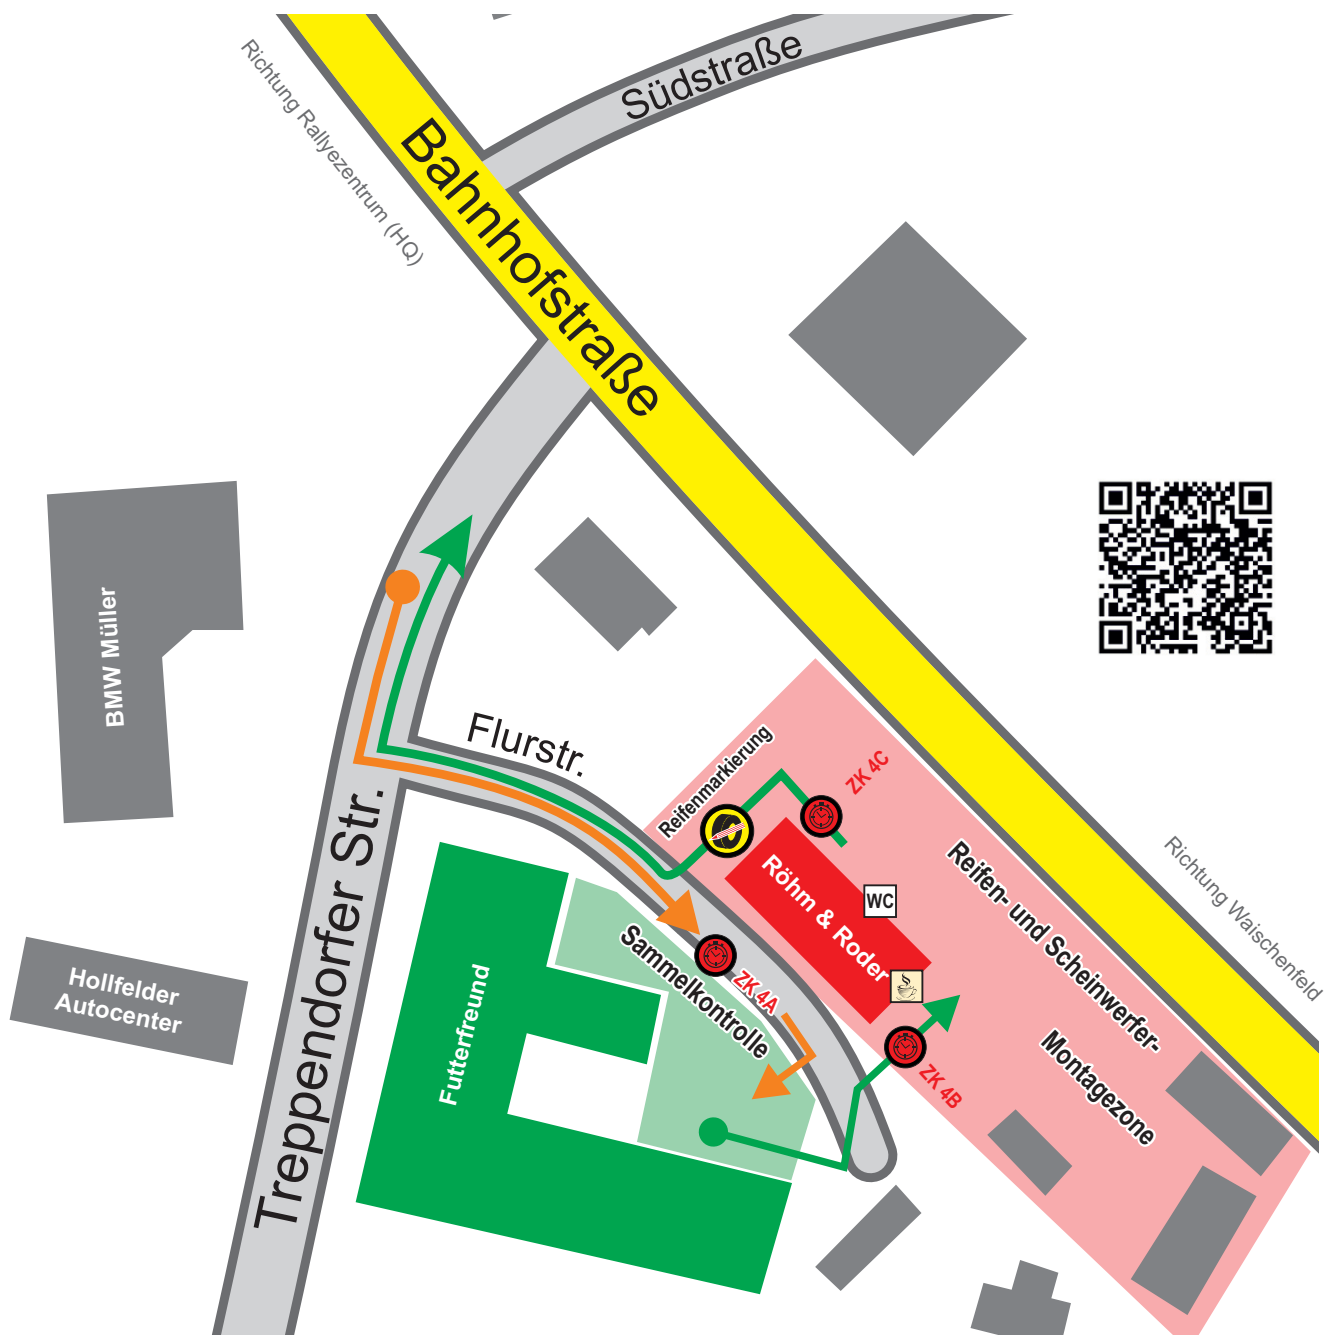 Südstraße
Richtung Rallyezentrum (HQ)
Bahnhofstraße
BMW Müller
Flurstr.
Reifenmarkierung
ZK 4C
Röhm & Roder
WC
Reifen- und Scheinwerfer-
Montagezone
Richtung Waischenfeld
Treppendorfer Str.
Hollfelder
Autocenter
Futterfreund
Sammelkontrolle
ZK 4A
ZK 4B